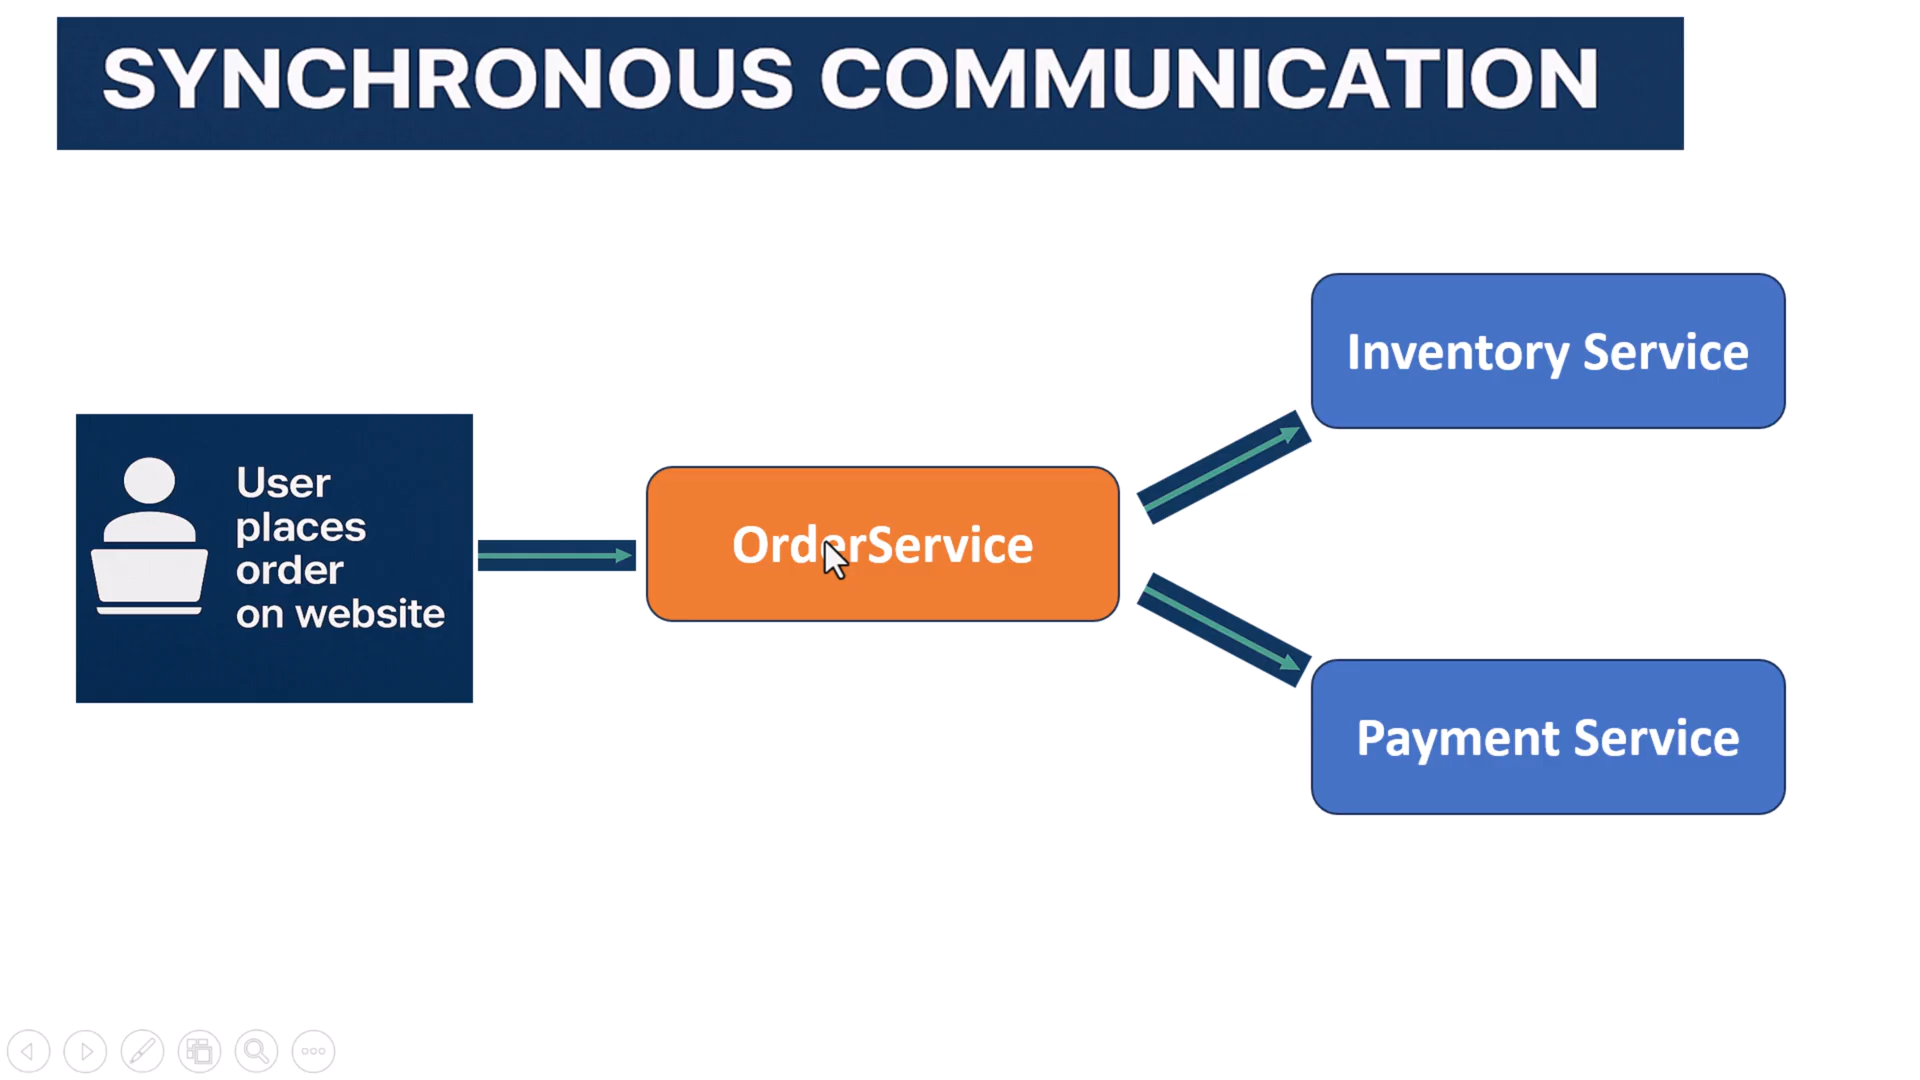 SYNCHRONOUS COMMUNICATION
Inventory Service
User
places
order
on website
OrderService
Payment Service